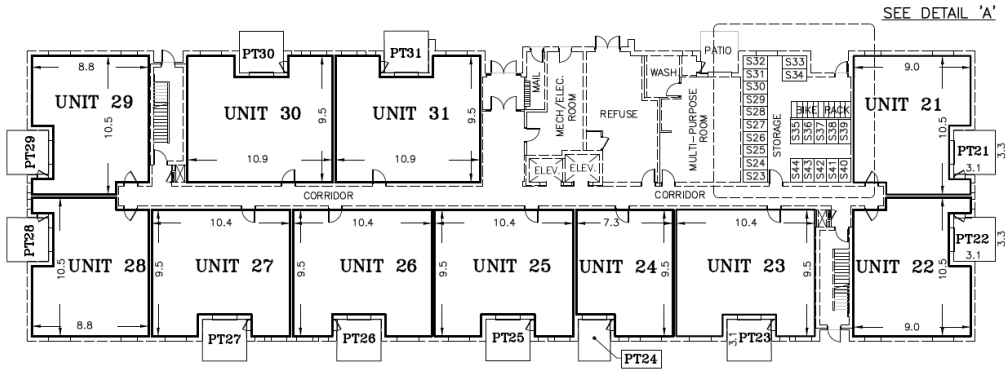 SEE DETAIL 'A'
PT30
PT31
PATIO
8.8
UNIT 29
10.5
PT29
UNIT 30
9.5
10.9
UNIT 31
9.5
10.9
MAIL
MECH/ELEC.
ROOM
ELEV.
ELEV.
REFUSE
WASH.
MULTI-PURPOSE
ROOM
STORAGE
S32
S31
S30
S29
S28
S27
S26
S25
S24
S23
S33
S34
BIKE RACK
S35
S36
S37
S38
S39
S44
S43
S42
S41
S40
9.0
UNIT 21
10.5
PT21
3.1
3.3
CORRIDOR
CORRIDOR
PT28
10.5
UNIT 28
8.8
10.4
UNIT 27
9.5
PT27
10.4
UNIT 26
9.5
PT26
10.4
UNIT 25
9.5
9.5
PT25
7.3
UNIT 24
9.5
PT24
10.4
UNIT 23
9.5
PT23
3.1
UNIT 22
10.5
9.0
PT22
3.1
3.3